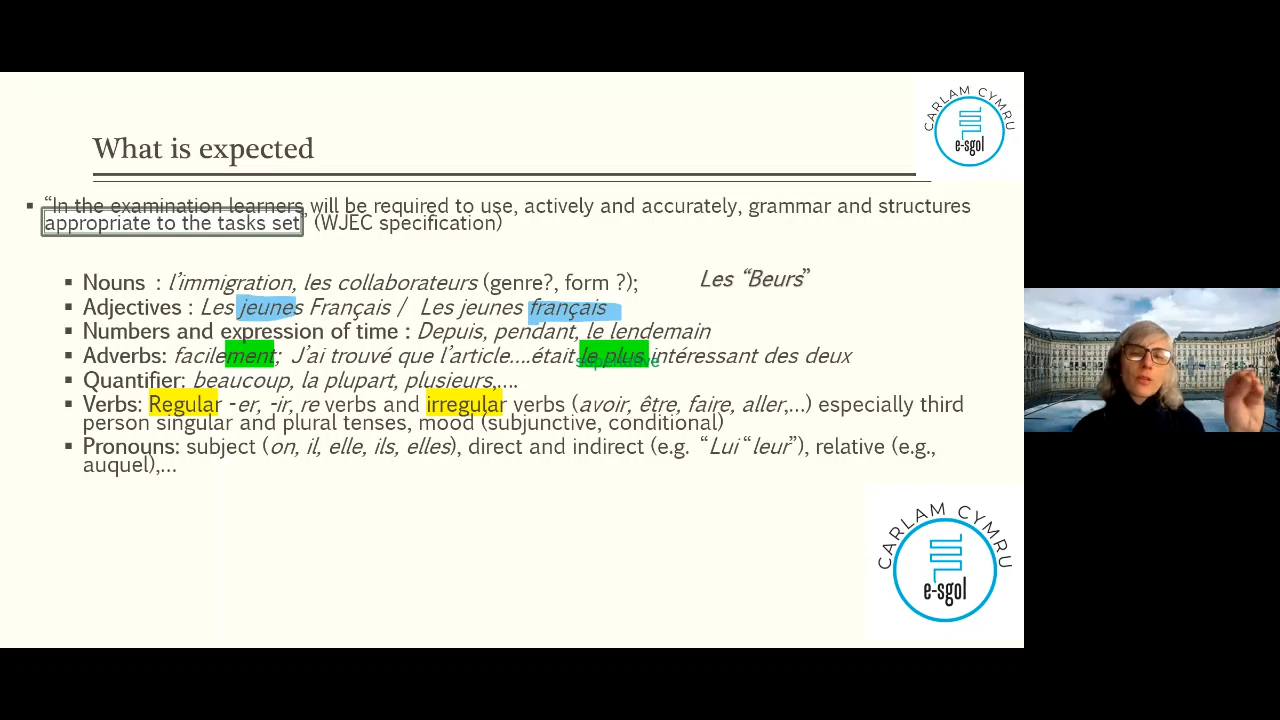 CARLAM CYMRU
e-sgol
What is expected
▪ “In the examination learners will be required to use, actively and accurately, grammar and structures
appropriate to the tasks set” (WJEC specification)
▪ Nouns : l’immigration, les collaborateurs (genre?, form ?); Les “Beurs”
▪ Adjectives : Les jeunes Français / Les jeunes français
▪ Numbers and expression of time : Depuis, pendant, le lendemain
▪ Adverbs: facilement; J’ai trouvé que l’article….était le plus intéressant des deux
superlative
▪ Quantifier: beaucoup, la plupart, plusieurs,….
▪ Verbs: Regular -er, -ir, re verbs and irregular verbs (avoir, être, faire, aller,…) especially third
person singular and plural tenses, mood (subjunctive, conditional)
▪ Pronouns: subject (on, il, elle, ils, elles), direct and indirect (e.g. “Lui “leur”), relative (e.g.,
auquel),…
CARLAM CYMRU
e-sgol